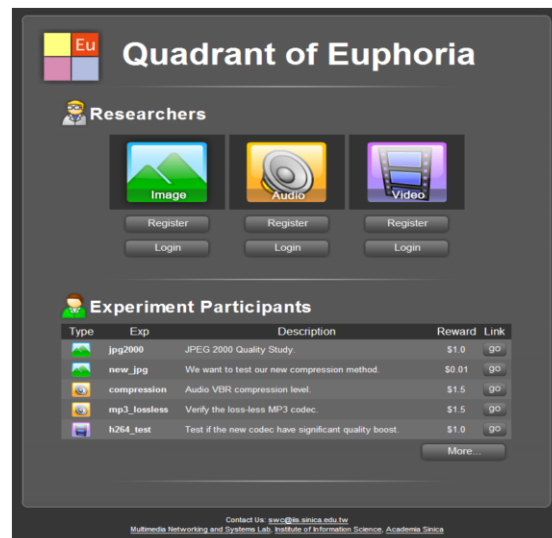 Eu
Quadrant of Euphoria
Researchers
Image Audio Video
Register Register Register
Login Login Login
Experiment Participants
Type Exp Description Reward Link
jpg2000 JPEG 2000 Quality Study. $1.0 go
new_jpg We want to test our new compression method. $0.01 go
compression Audio VBR compression level. $1.5 go
mp3_lossless Verify the loss-less MP3 codec. $1.5 go
h264_test Test if the new codec have significant quality boost. $1.0 go
More...
Contact Us: swc@iis.sinica.edu.tw
Multimedia Networking and Systems Lab, Institute of Information Science, Academia Sinica